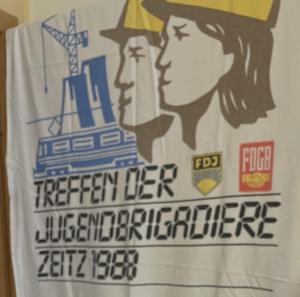 FDJ
FDGB
TREFFEN DER
JUGENDBRIGADIERE
ZEITZ 1988